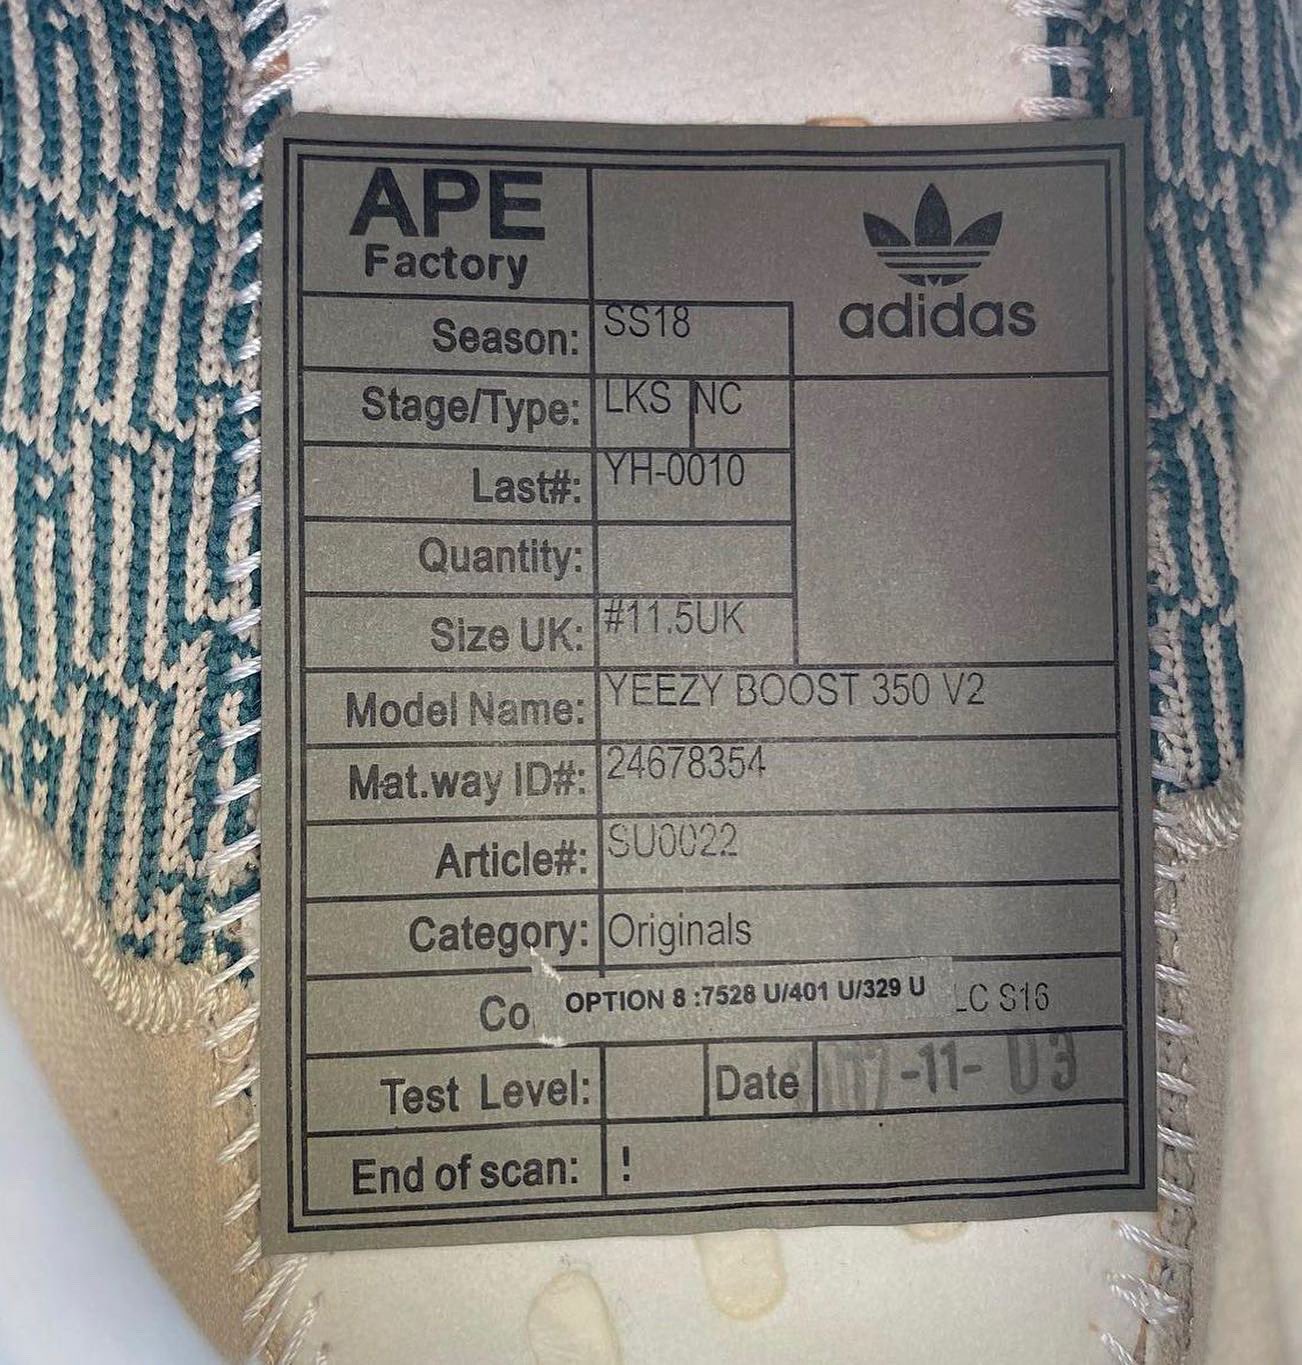 APE
Factory
adidas
Season: SS18
Stage/Type: LKS NC
Last#: YH-0010
Quantity:
Size UK: #11.5UK
Model Name: YEEZY BOOST 350 V2
Mat.way ID#: 24678354
Article#: SU0022
Category: Originals
Co OPTION 8 :7528 U/401 U/329 U LC S16
Test Level: Date -11- 03
End of scan: !